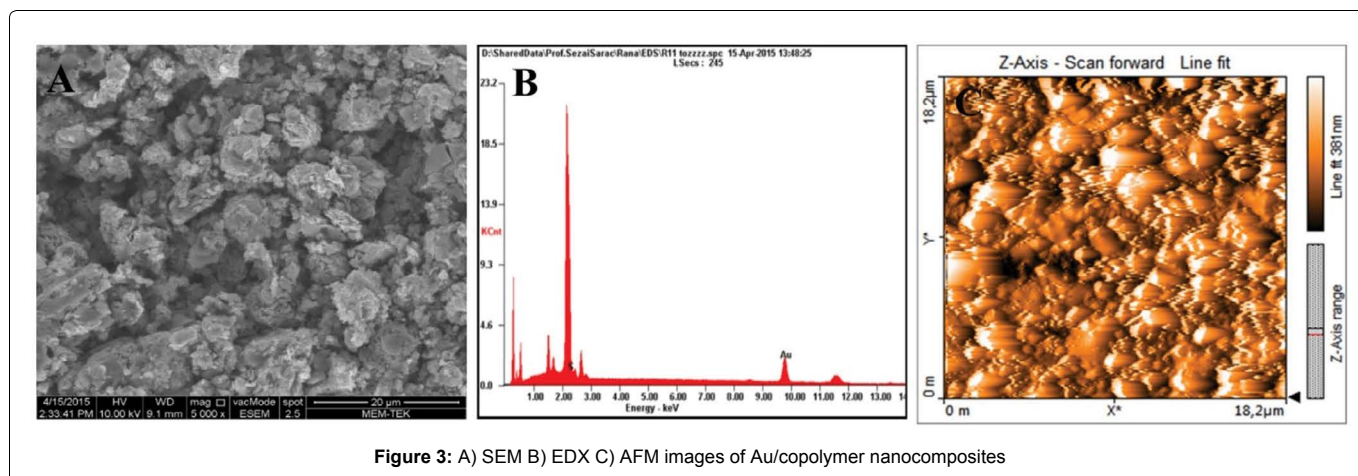 A
4/15/2015 HV WD mag □ vacMode spot 20 μm
2:33:41 PM 10.00 kV 9.1 mm 5 000 x ESEM 2.5 MEM-TEK
D:\SharedData\Prof.SezaiSarac\Rana\EDS\R11 tozzzz.spc 15-Apr-2015 13:48:25
LSecs : 245
B
23.2
18.5
13.9
KCnt
9.3
4.6
0.0
S
Au
1.00 2.00 3.00 4.00 5.00 6.00 7.00 8.00 9.00 10.00 11.00 12.00 13.00 14
Energy - keV
Z-Axis - Scan forward Line fit
C
18,2μm
Y*
0 m
0 m X* 18,2μm
Line fit 381nm
Z-Axis range
Figure 3: A) SEM B) EDX C) AFM images of Au/copolymer nanocomposites